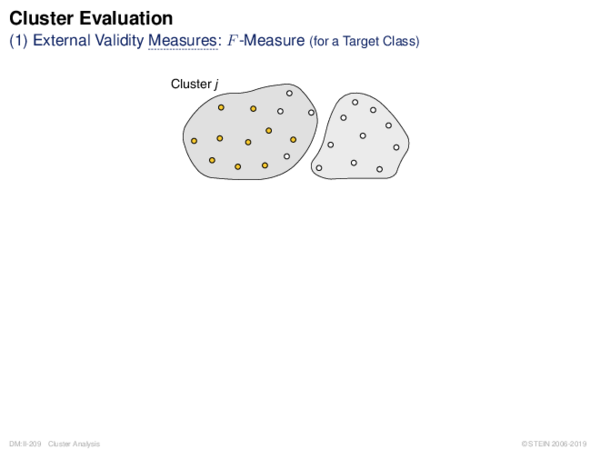 Cluster Evaluation
(1) External Validity Measures: F-Measure (for a Target Class)
Cluster j
DM:II-209 Cluster Analysis
© STEIN 2006-2019